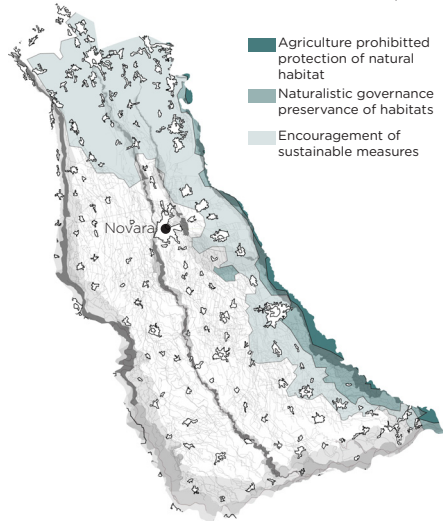 Agriculture prohibitted
protection of natural
habitat
Naturalistic governance
preservance of habitats
Encouragement of
sustainable measures
Novara